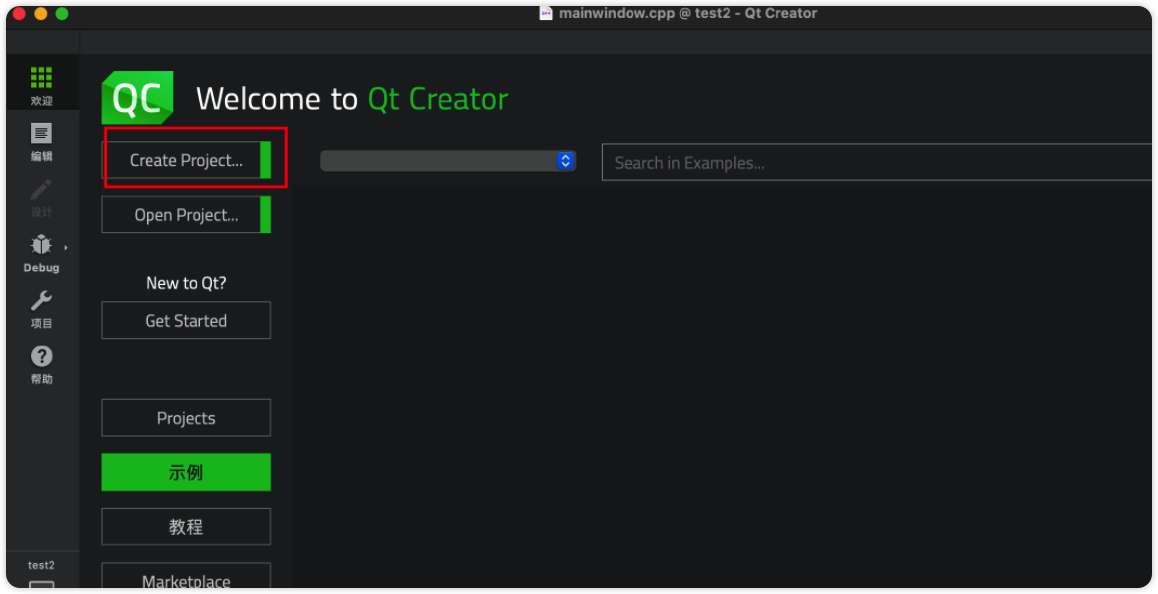 mainwindow.cpp @ test2 - Qt Creator
欢迎
编辑
设计
Debug
项目
帮助
test2
QC
Welcome to Qt Creator
Create Project...
Search in Examples...
Open Project...
New to Qt?
Get Started
Projects
示例
教程
Marketplace